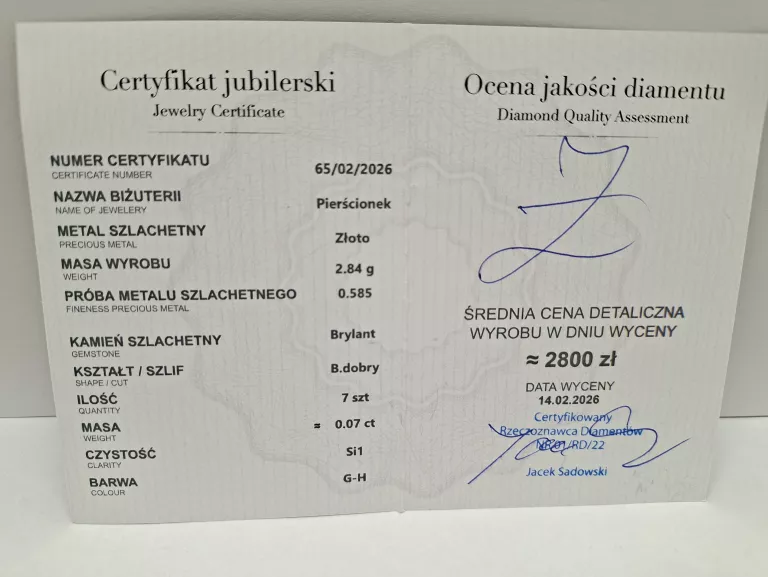 Certyfikat jubilerski
Jewelry Certificate
NUMER CERTYFIKATU
CERTIFICATE NUMBER
65/02/2026
NAZWA BIŻUTERII
NAME OF JEWELERY
Pierścionek
METAL SZLACHETNY
PRECIOUS METAL
Złoto
MASA WYROBU
WEIGHT
2.84 g
PRÓBA METALU SZLACHETNEGO
FINENESS PRECIOUS METAL
0.585
KAMIEŃ SZLACHETNY
GEMSTONE
Brylant
KSZTAŁT / SZLIF
SHAPE / CUT
B.dobry
ILOŚĆ
QUANTITY
7 szt
MASA
WEIGHT
≈ 0.07 ct
CZYSTOŚĆ
CLARITY
Si1
BARWA
COLOUR
G-H
Ocena jakości diamentu
Diamond Quality Assessment
ŚREDNIA CENA DETALICZNA
WYROBU W DNIU WYCENY
≈ 2800 zł
DATA WYCENY
14.02.2026
Certyfikowany
Rzeczoznawca Diamentów
/RD/22
Jacek Sadowski